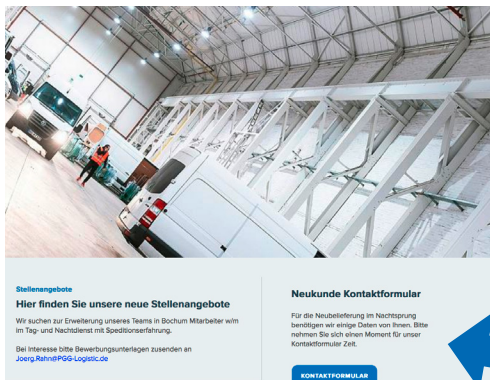 Stellenangebote
Hier finden Sie unsere neue Stellenangebote
Wir suchen zur Erweiterung unseres Teams in Bochum Mitarbeiter w/m
im Tag- und Nachtdienst mit Speditionserfahrung.
Bei Interesse bitte Bewerbungsunterlagen zusenden an
Joerg.Rahn@PGG-Logistic.de
Neukunde Kontaktformular
Für die Neubelieferung im Nachtsprung
benötigen wir einige Daten von Ihnen. Bitte
nehmen Sie sich einen Moment für unser
Kontaktformular Zeit.
KONTAKTFORMULAR